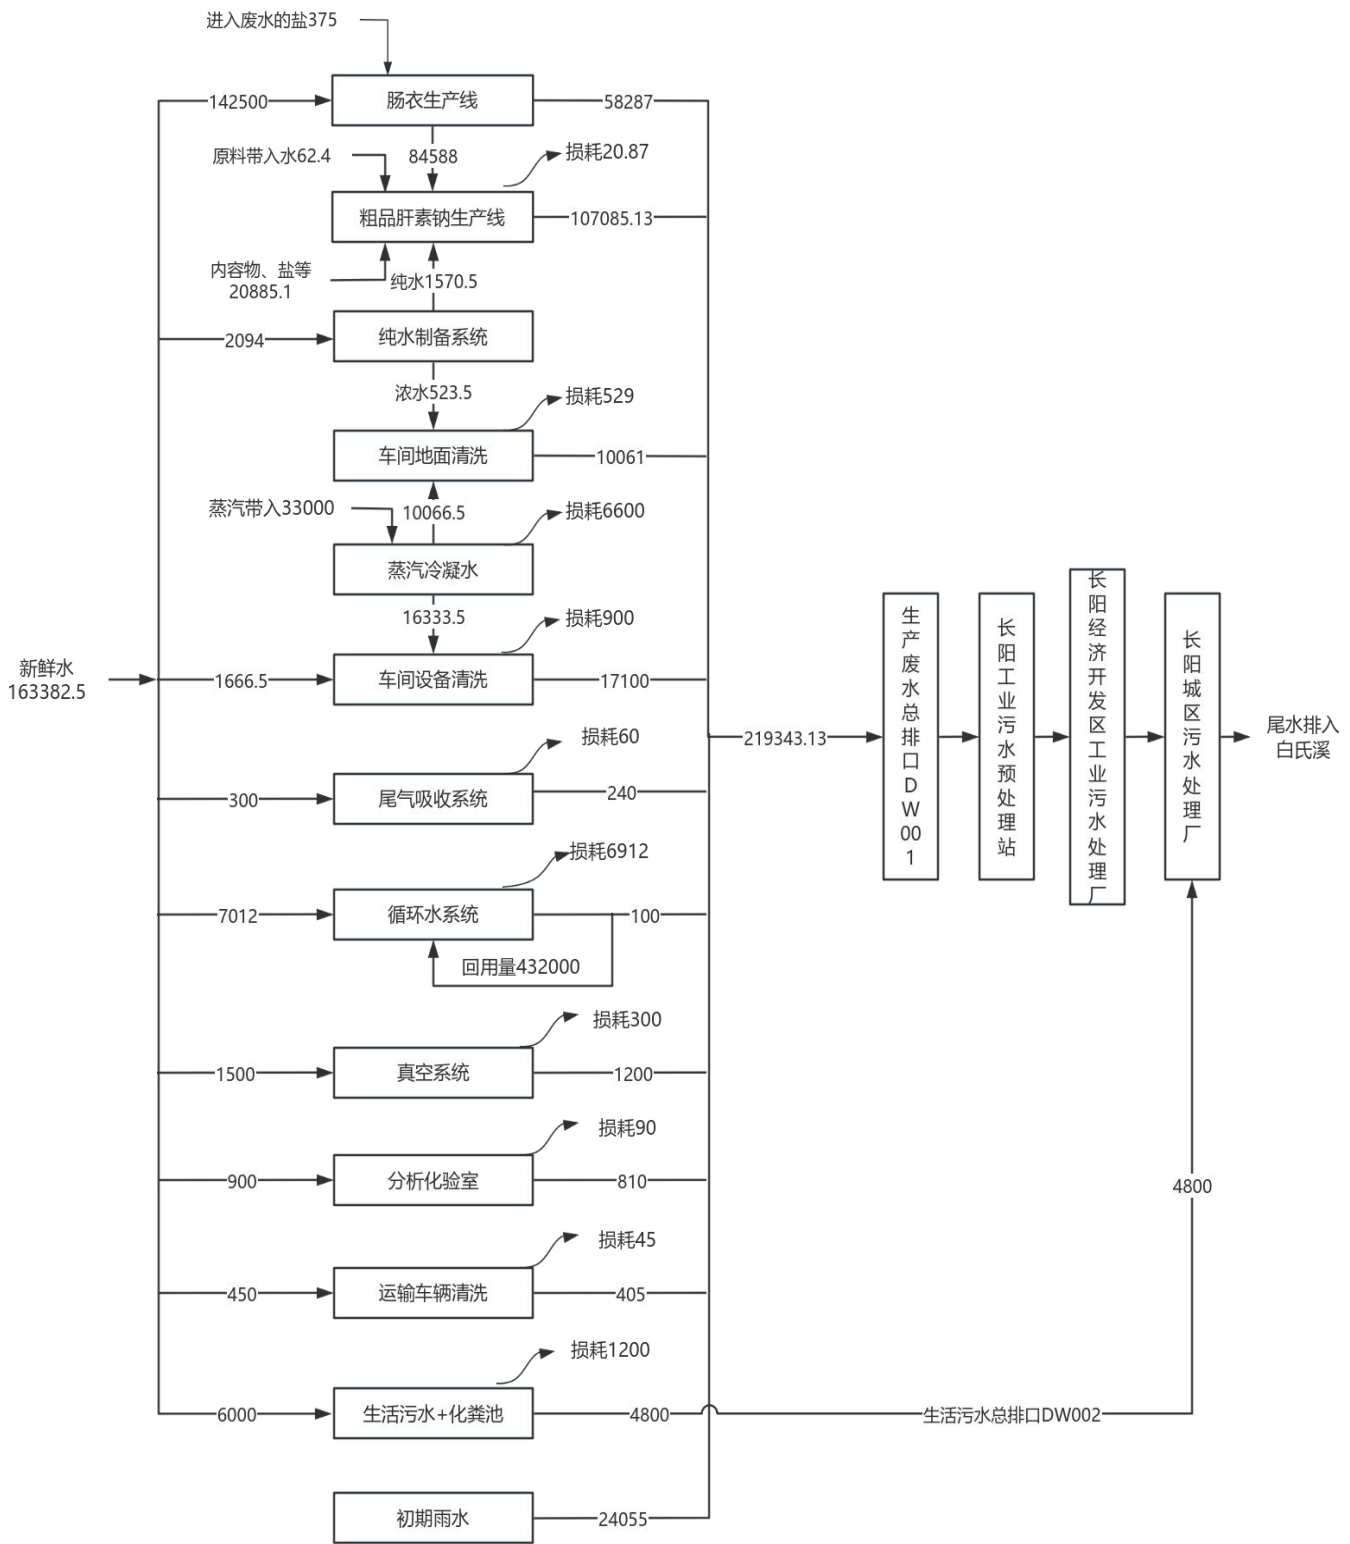 进入废水的盐375
142500
肠衣生产线
58287
原料带入水62.4
84588
损耗20.87
粗品肝素钠生产线
107085.13
内容物、盐等
20885.1
纯水1570.5
2094
纯水制备系统
浓水523.5
损耗529
车间地面清洗
10061
蒸汽带入33000
10066.5
损耗6600
蒸汽冷凝水
16333.5
损耗900
新鲜水
163382.5
1666.5
车间设备清洗
17100
损耗60
300
尾气吸收系统
240
损耗6912
7012
循环水系统
100
回用量432000
损耗300
1500
真空系统
1200
损耗90
900
分析化验室
810
损耗45
450
运输车辆清洗
405
损耗1200
6000
生活污水+化粪池
4800
生活污水总排口DW002
初期雨水
24055
219343.13
生产废水总排口DW001
长阳工业污水预处理站
长阳经济开发区工业污水处理厂
长阳城区污水处理厂
尾水排入
白氏溪
4800